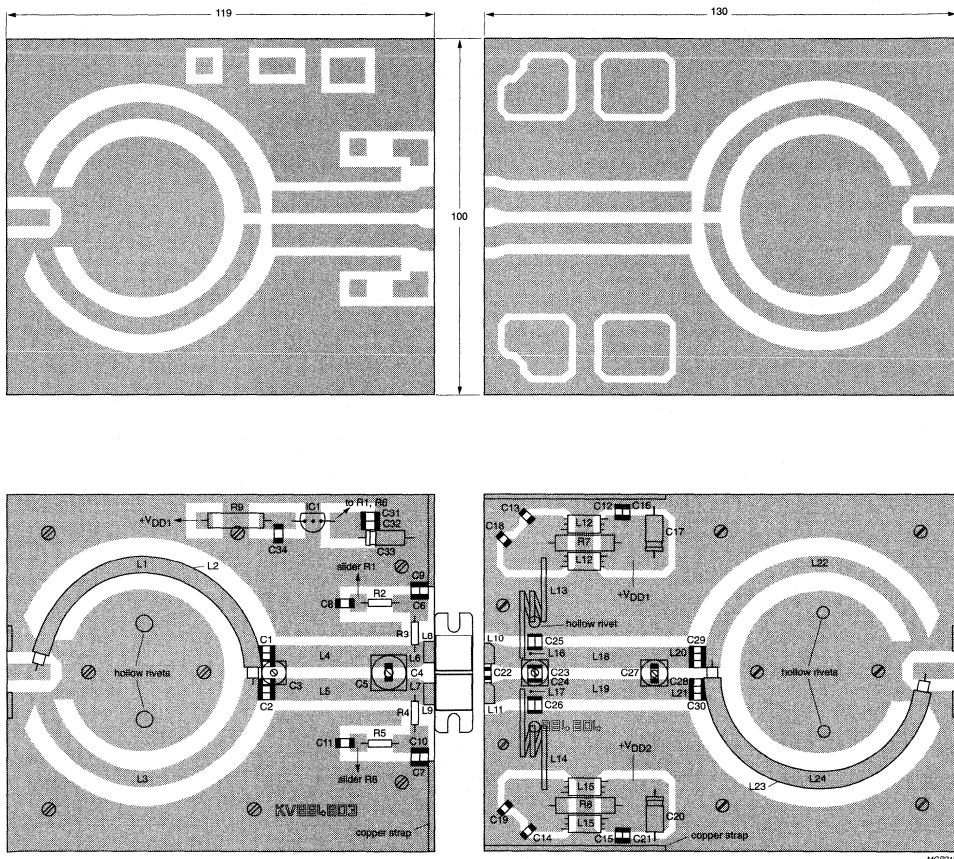 119
130
100
+VDD1
R9
IC1
to R1, R6
C31
C32
C33
C34
slider R1
C9
C8
R2
C6
R3
L8
L1
L2
C1
L4
L6
hollow rivets
C3
C5
C4
L5
L7
C2
R4
L9
C11
R5
C10
C7
slider R6
L3
KV664603
copper strap
C13
C12
C16
L12
C18
R7
C17
L12
L13
+VDD1
hollow rivet
L22
L10
C25
C29
L16
L18
L20
C22
C23
C27
C28
C24
hollow rivets
L17
L19
L21
L11
C26
C30
L14
+VDD2
L15
L23
L24
C19
R8
C20
L15
C14
C15
C21
copper strap